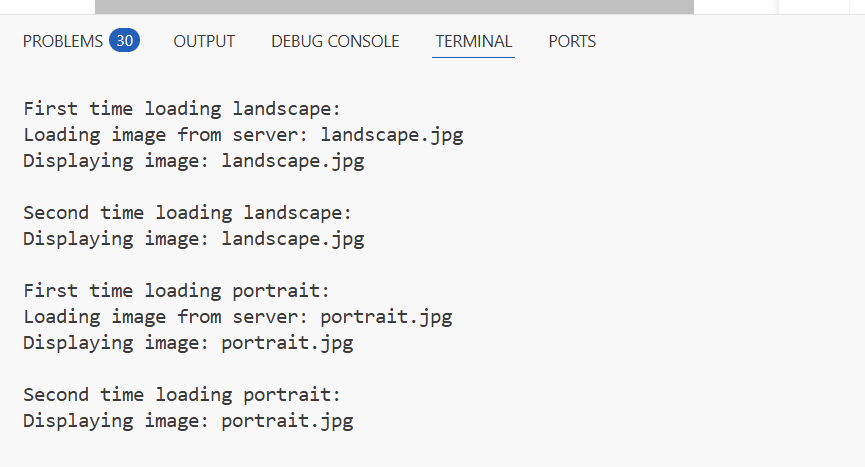 PROBLEMS 30 OUTPUT DEBUG CONSOLE TERMINAL PORTS
First time loading landscape:
Loading image from server: landscape.jpg
Displaying image: landscape.jpg
Second time loading landscape:
Displaying image: landscape.jpg
First time loading portrait:
Loading image from server: portrait.jpg
Displaying image: portrait.jpg
Second time loading portrait:
Displaying image: portrait.jpg